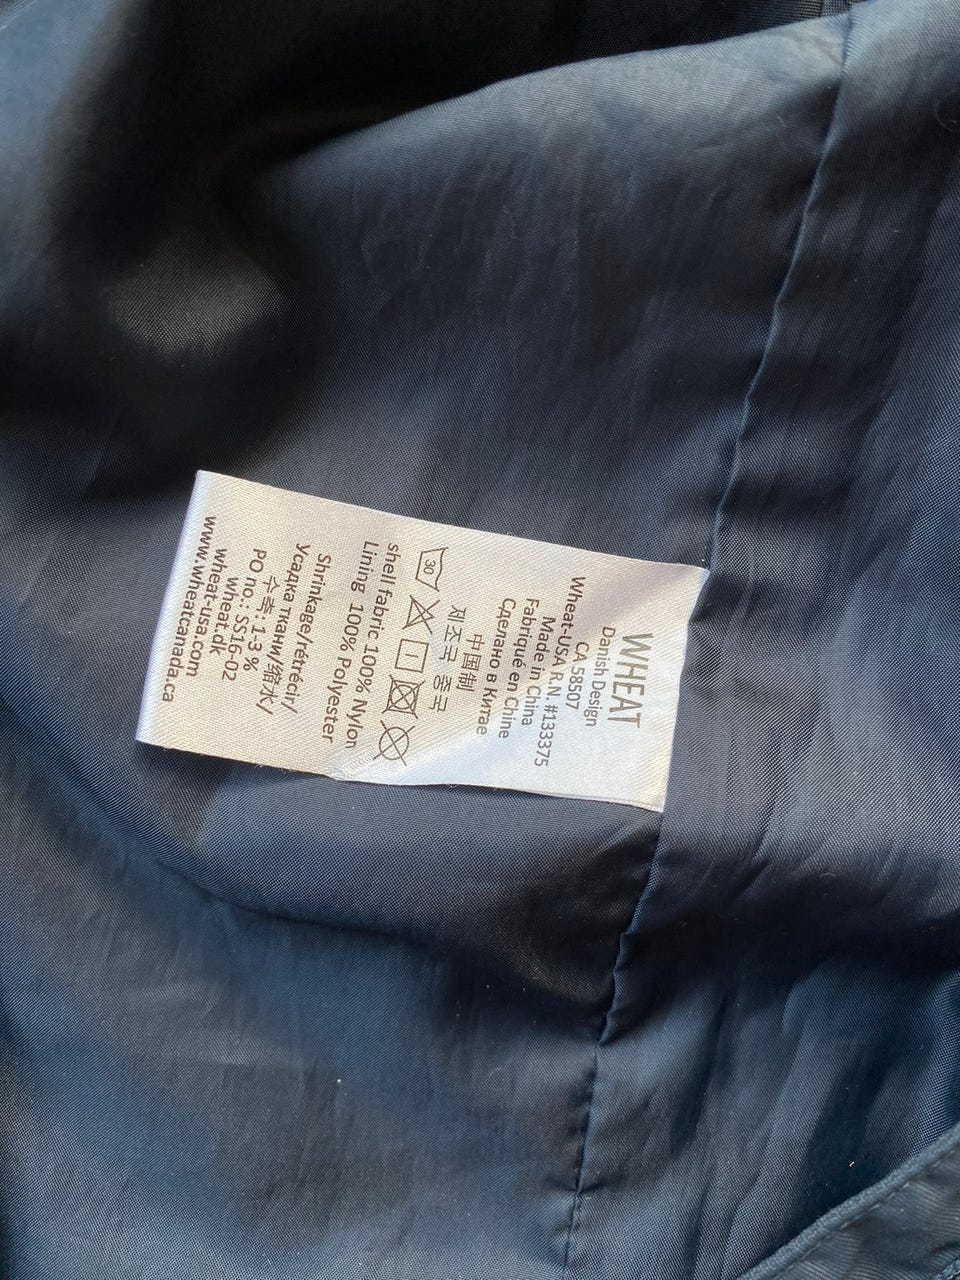 WHEAT
Danish Design
CA 58507
Wheat-USA R.N. #133375
Made in China
Fabriqué en Chine
Сделано в Китае
中国制
제조국 중국
30
shell fabric 100% Nylon
Lining 100% Polyester
Shrinkage/rétrécir/
Усадка ткани/缩水/
수축: 1-3 %
PO no.: SS16-02
wheat.dk
wheat-usa.com
www.wheatcanada.ca